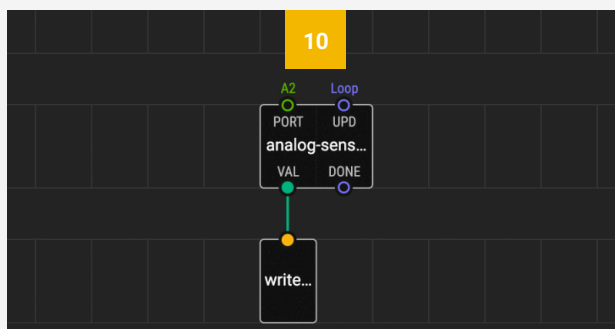 10
A2 Loop
PORT UPD
analog-sens...
VAL DONE
write...